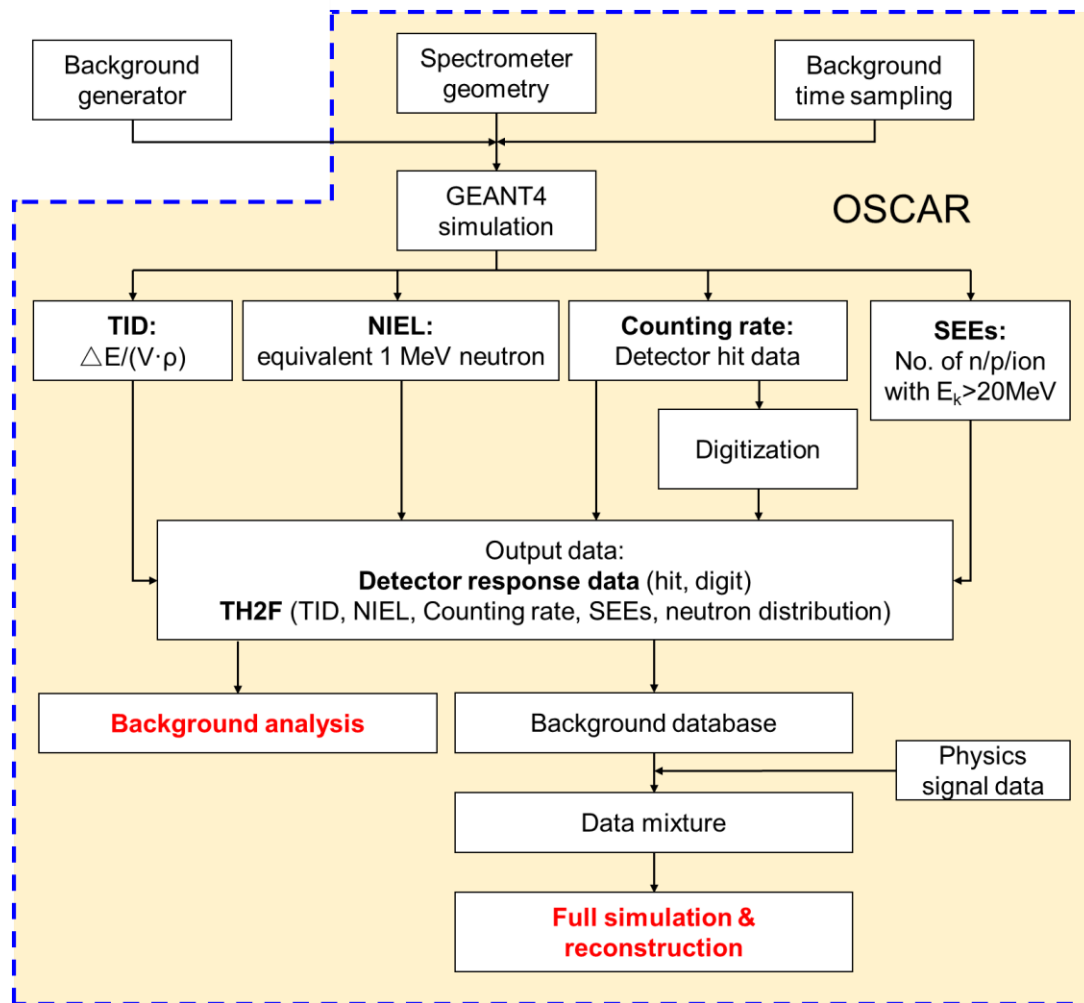 Background
generator
Spectrometer
geometry
Background
time sampling
GEANT4
simulation
OSCAR
TID:
△E/(V·ρ)
NIEL:
equivalent 1 MeV neutron
Counting rate:
Detector hit data
SEEs:
No. of n/p/ion
with Eₖ>20MeV
Digitization
Output data:
Detector response data (hit, digit)
TH2F (TID, NIEL, Counting rate, SEEs, neutron distribution)
Background analysis
Background database
Physics
signal data
Data mixture
Full simulation &
reconstruction